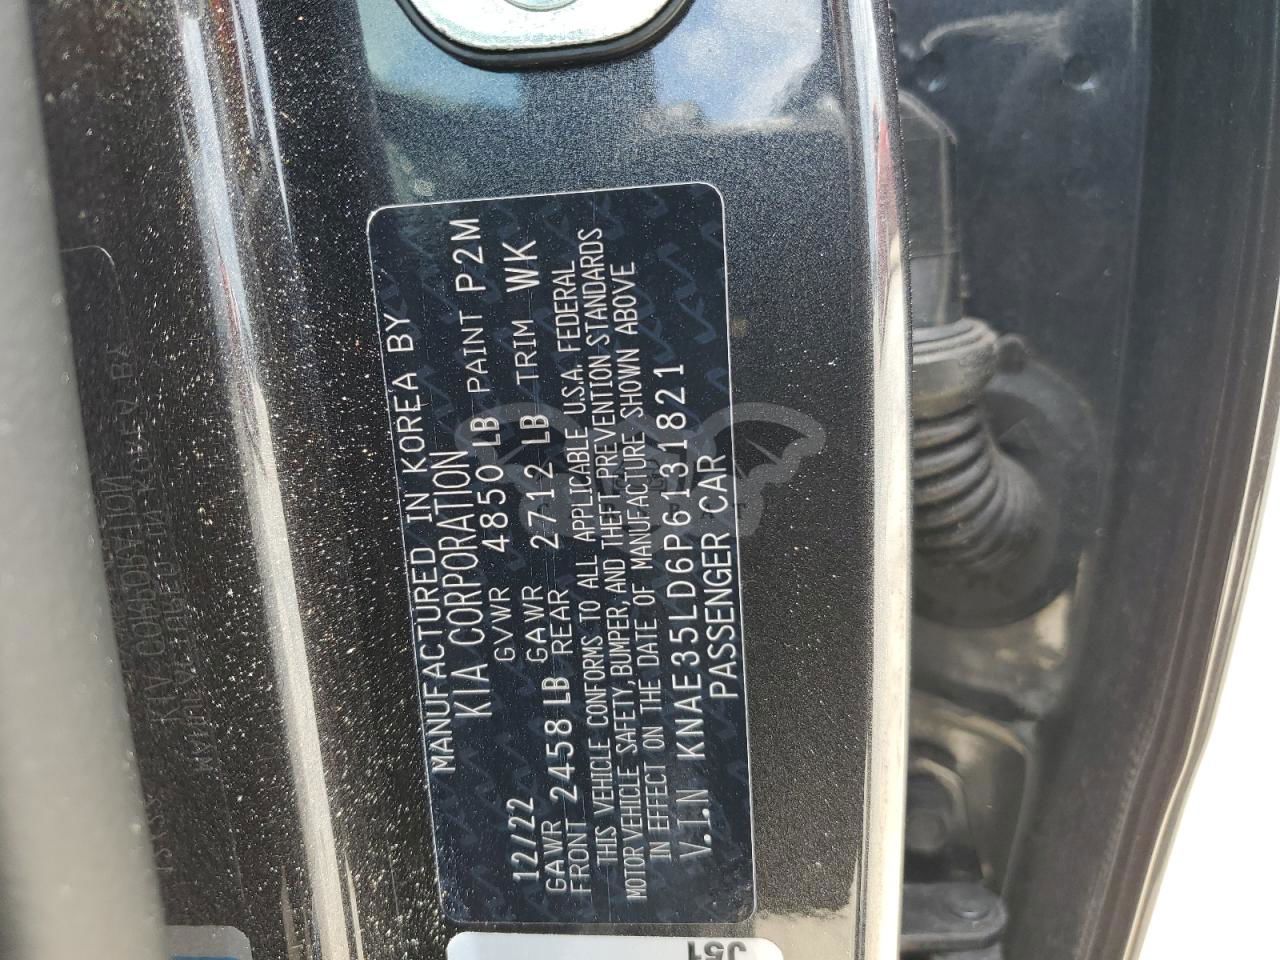 MANUFACTURED IN KOREA BY
KIA CORPORATION
12/22 GVWR 4850 LB PAINT P2M
GAWR FRONT 2458 LB GAWR REAR 2712 LB TRIM WK
THIS VEHICLE CONFORMS TO ALL APPLICABLE U.S.A. FEDERAL
MOTOR VEHICLE SAFETY, BUMPER, AND THEFT PREVENTION STANDARDS
IN EFFECT ON THE DATE OF MANUFACTURE SHOWN ABOVE
V.I.N KNAE35LD6P6131821
PASSENGER CAR
J51